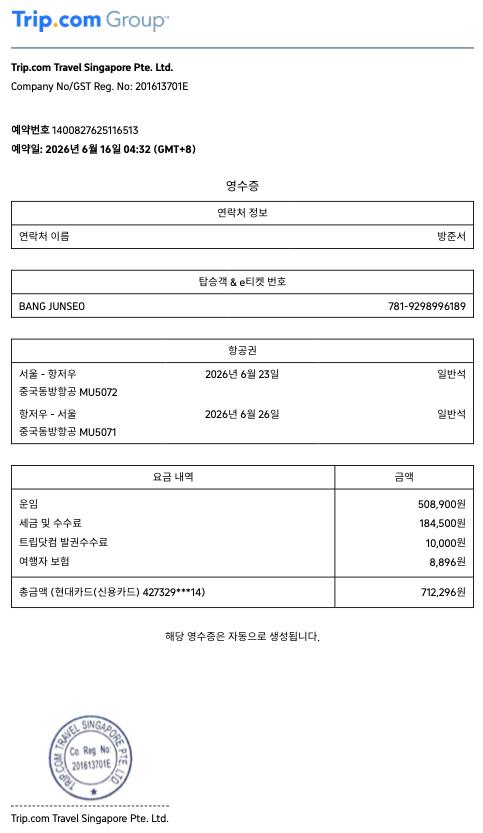 Trip.com Group™
Trip.com Travel Singapore Pte. Ltd.
Company No/GST Reg. No: 201613701E
예약번호 1400827625116513
예약일: 2026년 6월 16일 04:32 (GMT+8)
영수증
연락처 정보
연락처 이름 방준서
탑승객 & e티켓 번호
BANG JUNSEO 781-9298996189
항공권
서울 - 항저우 2026년 6월 23일 일반석
중국동방항공 MU5072
항저우 - 서울 2026년 6월 26일 일반석
중국동방항공 MU5071
요금 내역 금액
운임 508,900원
세금 및 수수료 184,500원
트립닷컴 발권수수료 10,000원
여행자 보험 8,896원
총금액 (현대카드(신용카드) 427329***14) 712,296원
해당 영수증은 자동으로 생성됩니다.
TRIP.COM TRAVEL SINGAPORE PTE. LTD.
Co. Reg. No:
201613701E
Trip.com Travel Singapore Pte. Ltd.